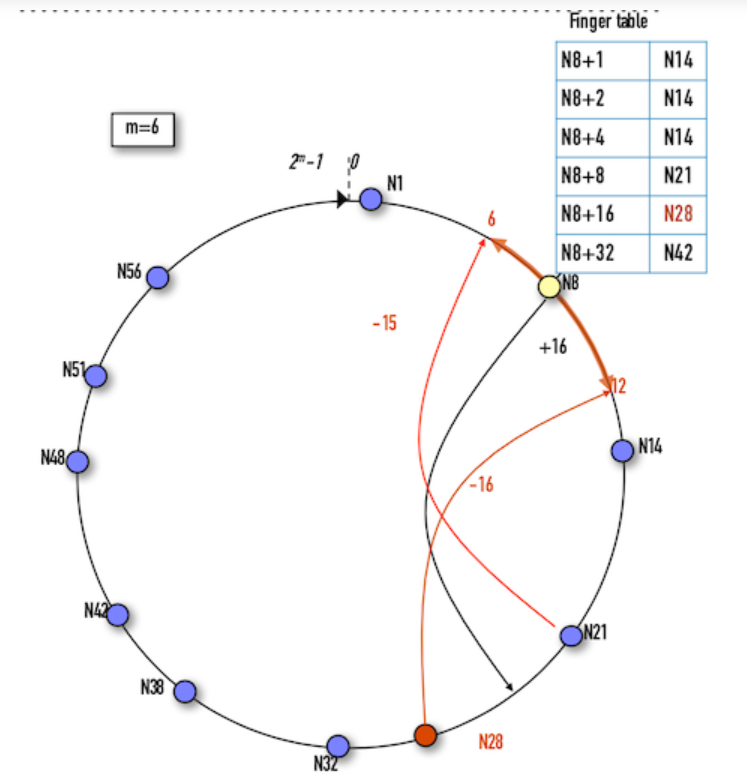 Finger table
N8+1 N14
N8+2 N14
N8+4 N14
N8+8 N21
N8+16 N28
N8+32 N42
m=6
2ᵐ-1 0
N1
6
N56
N8
-15
+16
N51
12
N14
N48
-16
N42
N21
N38
N28
N32